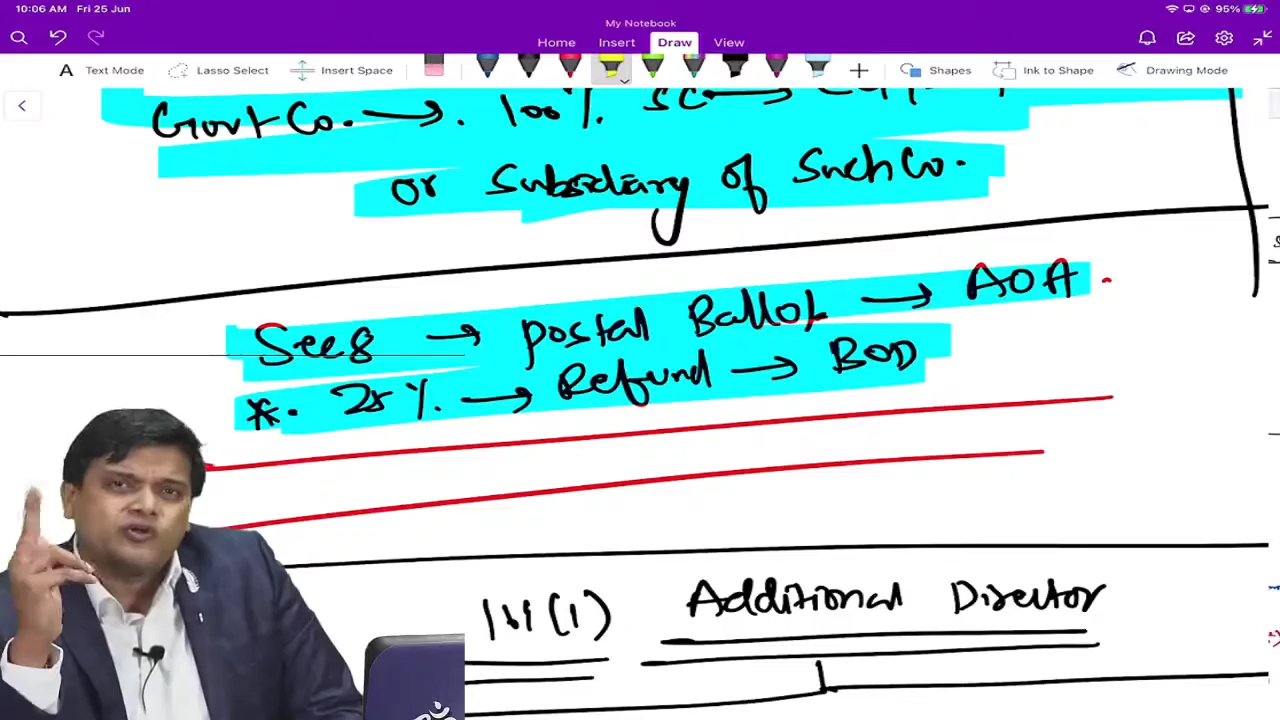 10:06 AM Fri 25 Jun
95%
My Notebook
Home Insert Draw View
Text Mode Lasso Select Insert Space Shapes Ink to Shape Drawing Mode
Govt Co. → . 100%. SC →
or Subsidiary of Such Co.
Sec 8 → postal Ballot → AOA .
*. 25%. → Refund → BOD
161(1) Additional Director